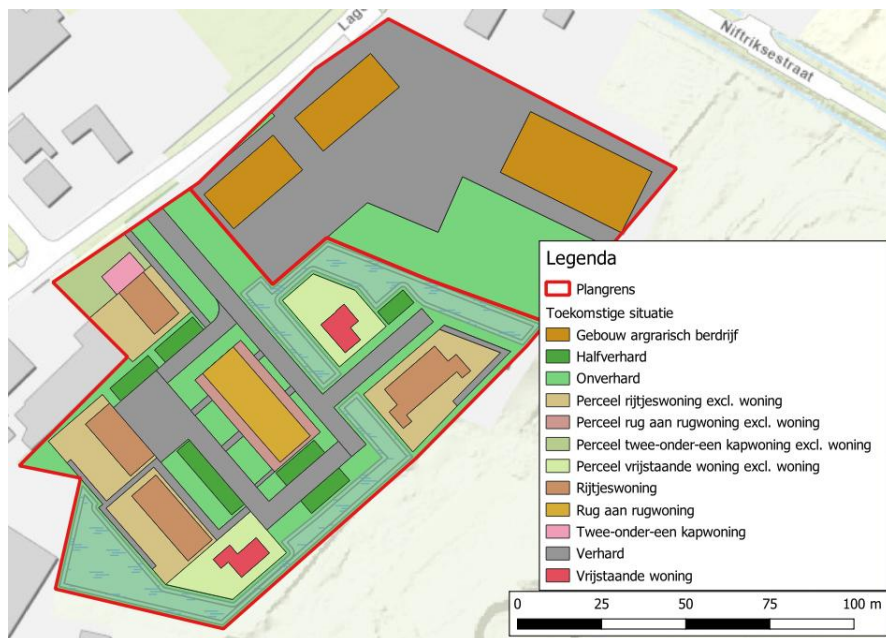 Lage
Niftriksestraat
Legenda
Plangrens
Toekomstige situatie
Gebouw argrarisch berdrijf
Halfverhard
Onverhard
Perceel rijtjeswoning excl. woning
Perceel rug aan rugwoning excl. woning
Perceel twee-onder-een kapwoning excl. woning
Perceel vrijstaande woning excl. woning
Rijtjeswoning
Rug aan rugwoning
Twee-onder-een kapwoning
Verhard
Vrijstaande woning
0 25 50 75 100 m